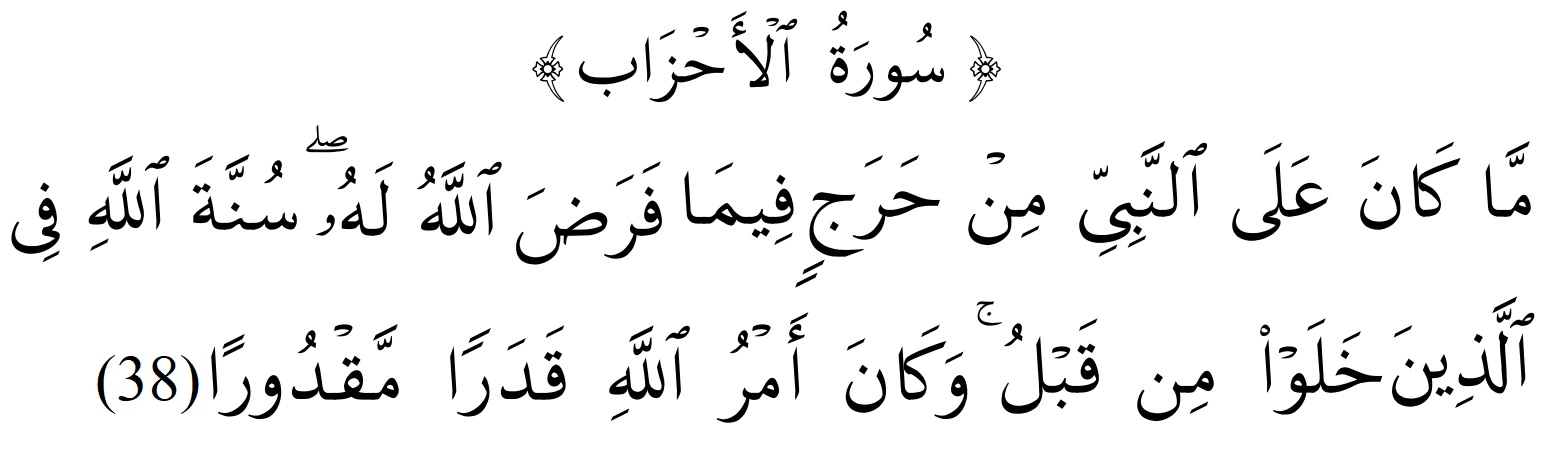 ﴿ سُورَةُ ٱلْأَحْزَاب ﴾
مَّا كَانَ عَلَى ٱلنَّبِىِّ مِنْ حَرَجٍ فِيمَا فَرَضَ ٱللَّهُ لَهُۥ ۖ سُنَّةَ ٱللَّهِ فِى
ٱلَّذِينَ خَلَوْا۟ مِن قَبْلُ ۚ وَكَانَ أَمْرُ ٱللَّهِ قَدَرًا مَّقْدُورًا(38)